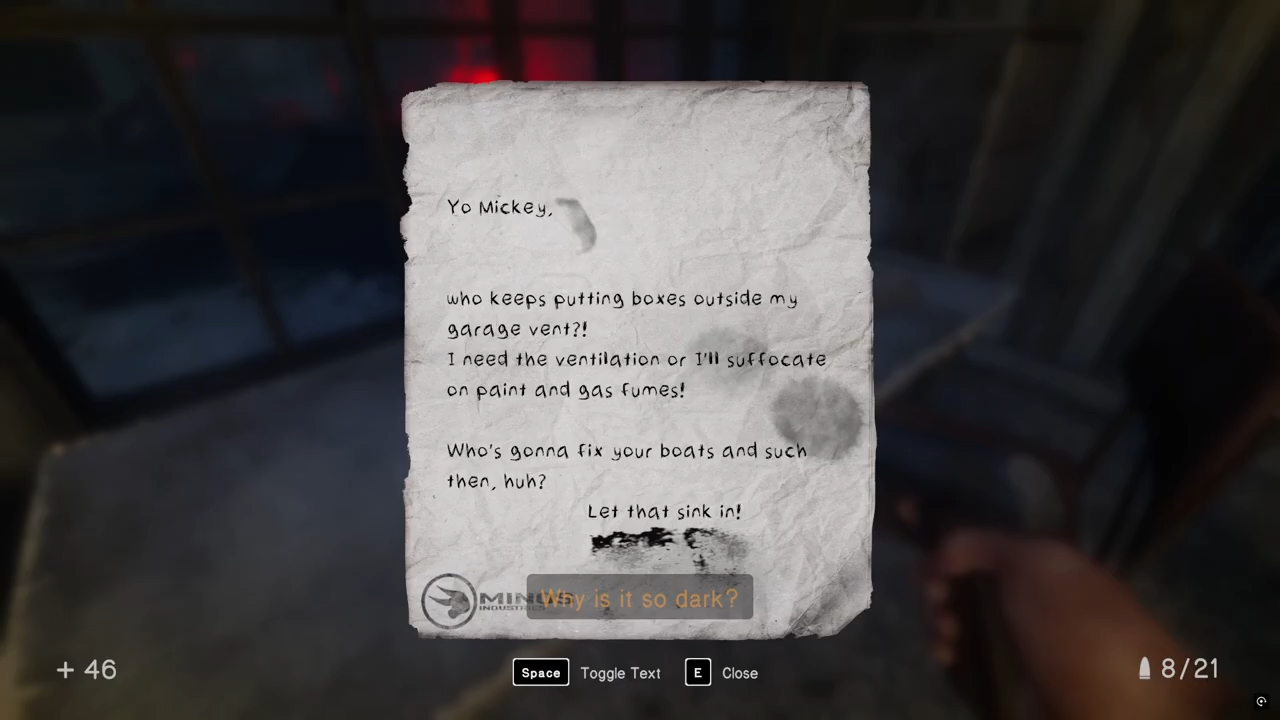 Yo Mickey,
who keeps putting boxes outside my
garage vent?!
I need the ventilation or I'll suffocate
on paint and gas fumes!
Who's gonna fix your boats and such
then, huh?
Let that sink in!
INDUSTRIES
Why is it so dark?
+ 46
Space Toggle Text E Close
8/21